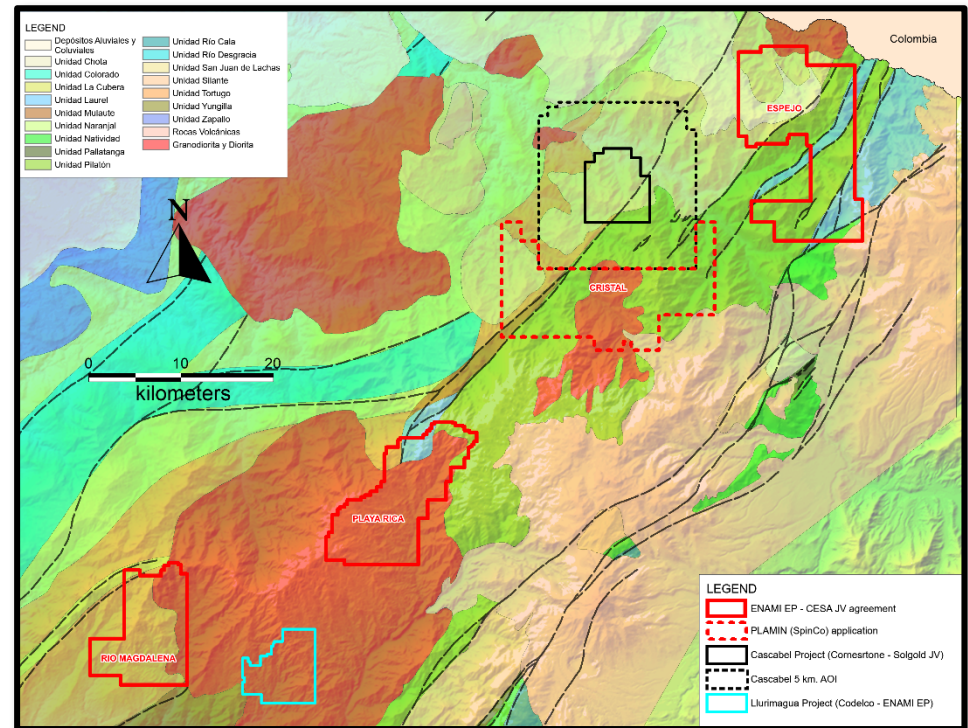 LEGEND
Depósitos Aluviales y
Coluviales
Unidad Chota
Unidad Colorado
Unidad La Cubera
Unidad Laurel
Unidad Mulaute
Unidad Naranjal
Unidad Natividad
Unidad Pallatanga
Unidad Pilatón
Unidad Río Cala
Unidad Río Desgracia
Unidad San Juan de Lachas
Unidad Silante
Unidad Tortugo
Unidad Yungilla
Unidad Zapallo
Rocas Volcánicas
Granodiorita y Diorita
Colombia
ESPEJO
N
CRISTAL
0 10 20
kilometers
PLAYA RICA
RIO MAGDALENA
LEGEND
ENAMI EP - CESA JV agreement
PLAMIN (SpinCo) application
Cascabel Project (Cornesrtone - Solgold JV)
Cascabel 5 km. AOI
Llurimagua Project (Codelco - ENAMI EP)